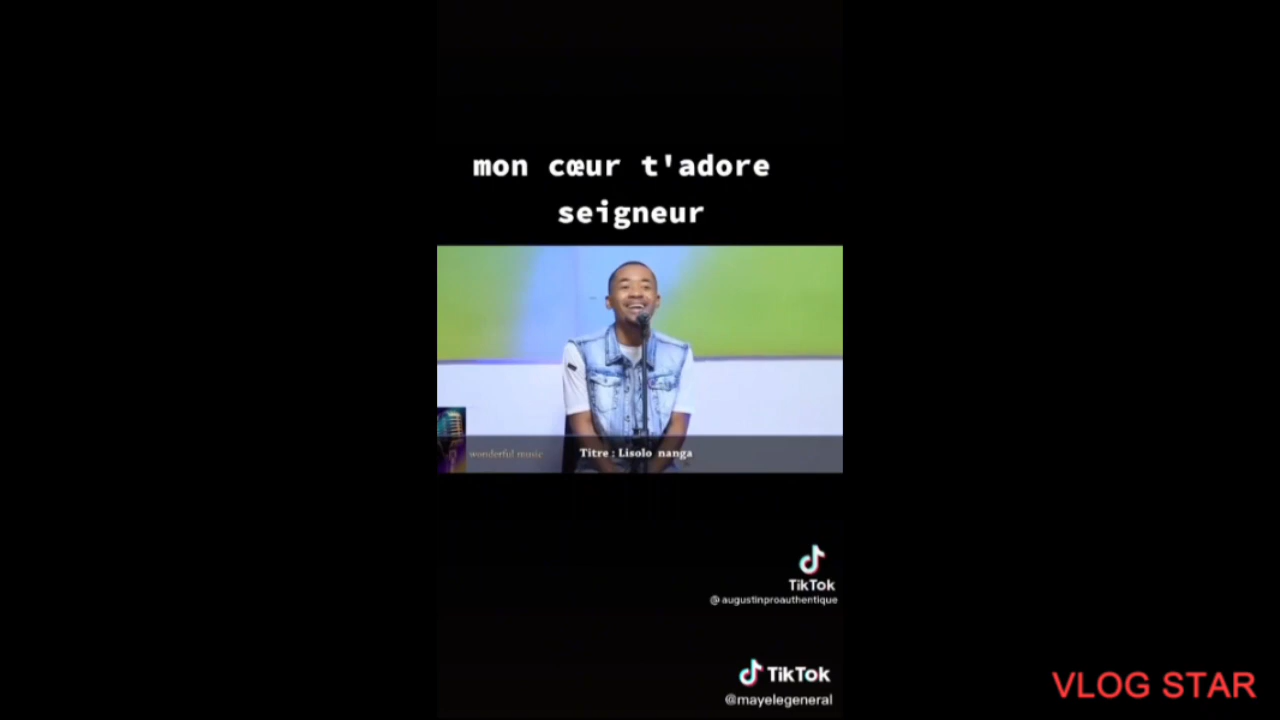 mon cœur t'adore
seigneur
wonderful music
Titre : Lisolo nanga
TikTok
@augustinproauthentique
TikTok
@mayelegeneral
VLOG STAR